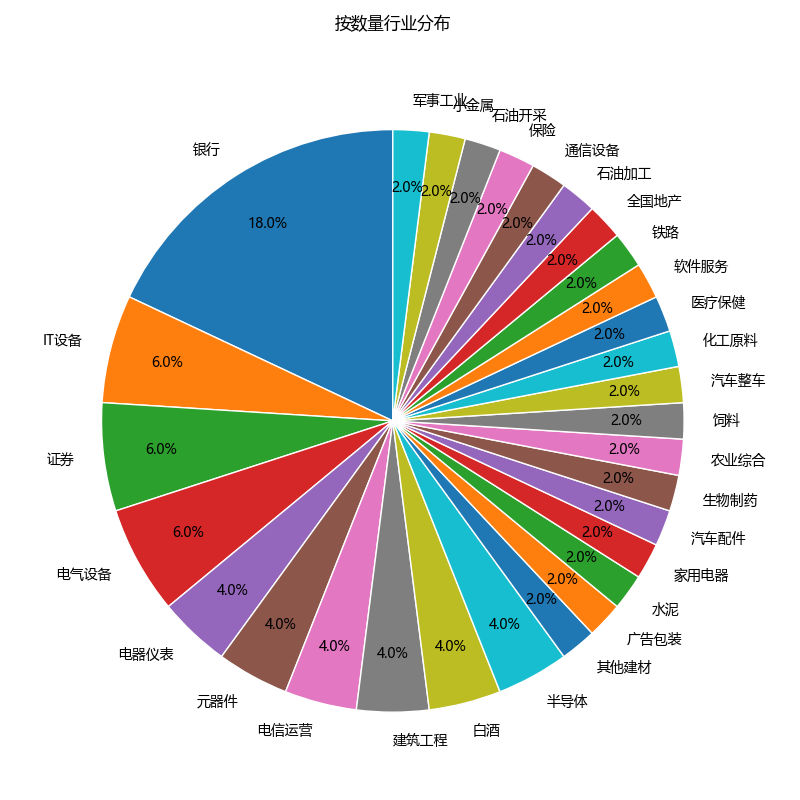 按数量行业分布
银行
18.0%
IT设备
6.0%
证券
6.0%
电气设备
6.0%
电器仪表
4.0%
元器件
4.0%
电信运营
4.0%
建筑工程
4.0%
白酒
4.0%
半导体
4.0%
其他建材
2.0%
广告包装
2.0%
水泥
2.0%
家用电器
2.0%
汽车配件
2.0%
生物制药
2.0%
农业综合
2.0%
饲料
2.0%
汽车整车
2.0%
化工原料
2.0%
医疗保健
2.0%
软件服务
2.0%
铁路
2.0%
全国地产
2.0%
石油加工
2.0%
通信设备
2.0%
保险
2.0%
石油开采
2.0%
小金属
2.0%
军事工业
2.0%